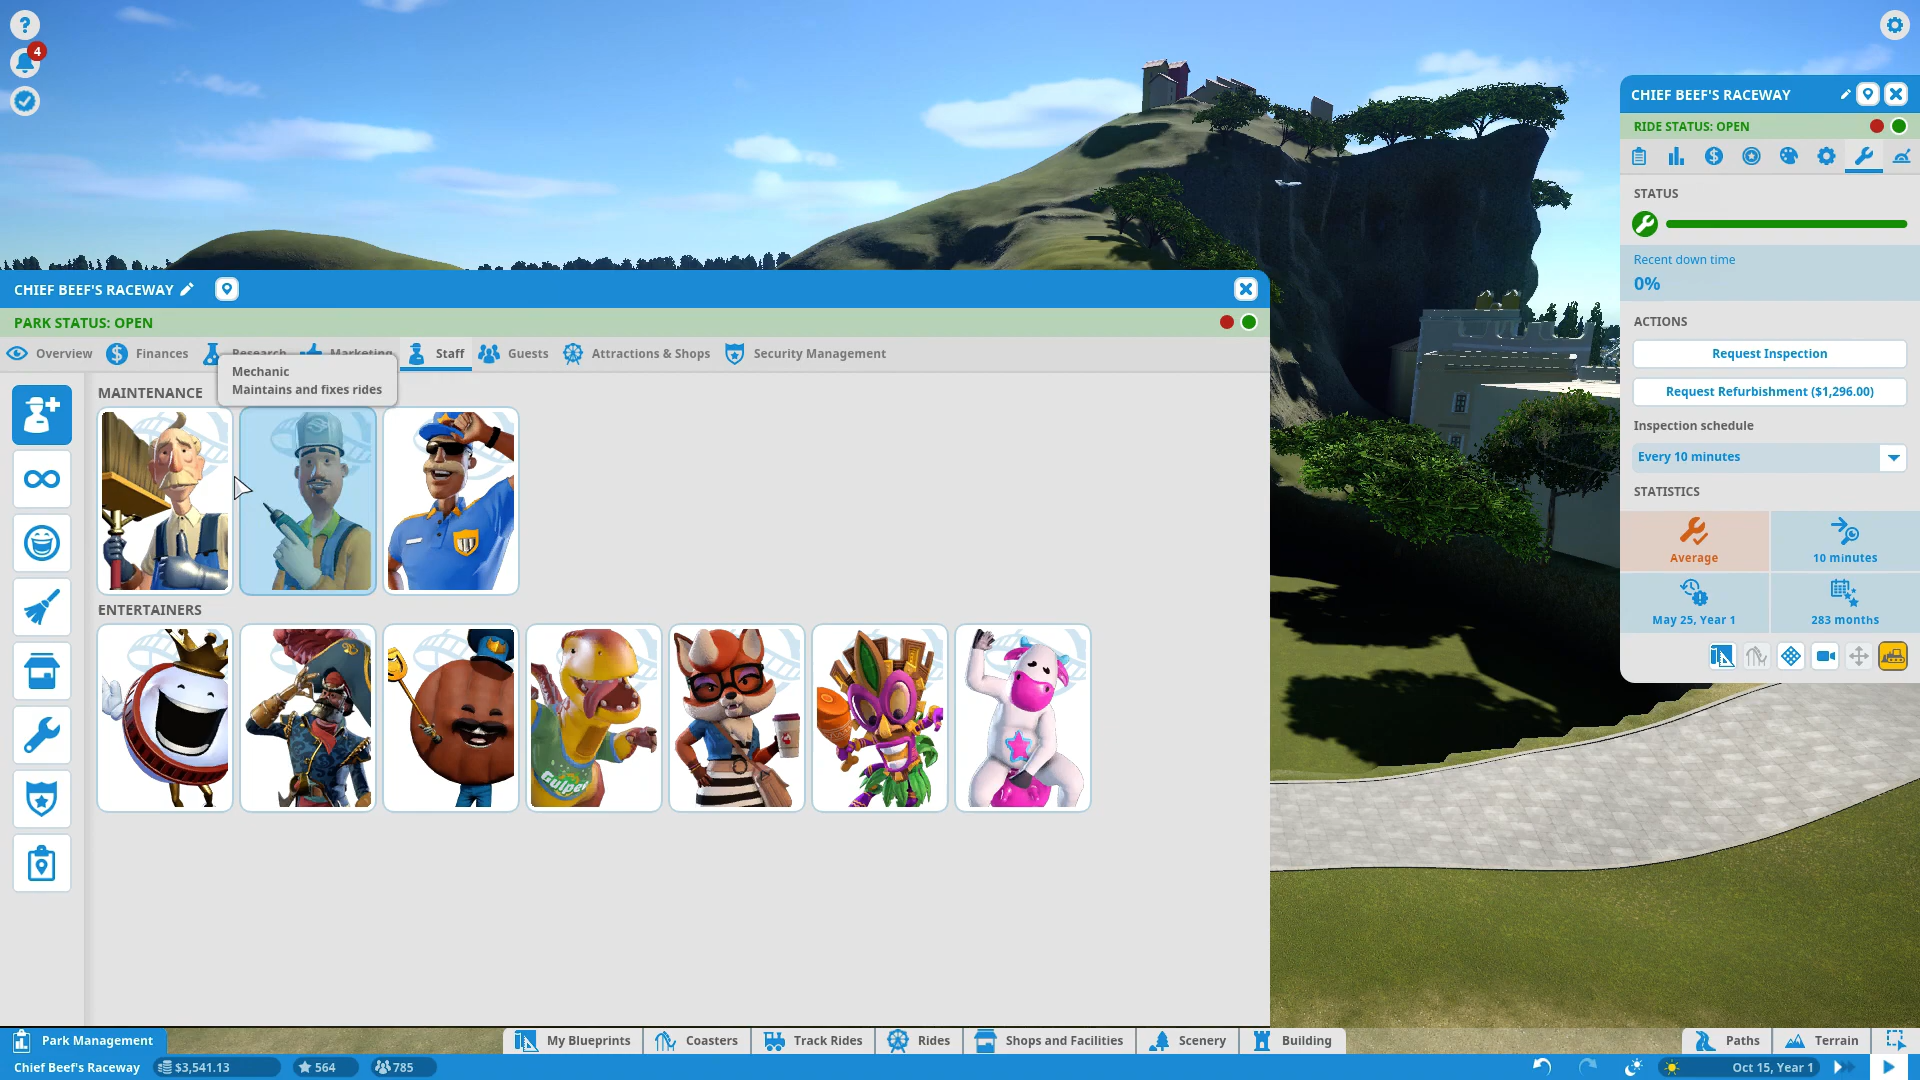 ?
4
CHIEF BEEF'S RACEWAY
RIDE STATUS: OPEN
STATUS
Recent down time
0%
ACTIONS
Request Inspection
Request Refurbishment ($1,296.00)
Inspection schedule
Every 10 minutes
STATISTICS
Average
10 minutes
May 25, Year 1
283 months
CHIEF BEEF'S RACEWAY
PARK STATUS: OPEN
Overview
Finances
Research
Marketing
Staff
Guests
Attractions & Shops
Security Management
Mechanic
Maintains and fixes rides
MAINTENANCE
ENTERTAINERS
Gulpee
Park Management
My Blueprints
Coasters
Track Rides
Rides
Shops and Facilities
Scenery
Building
Paths
Terrain
Chief Beef's Raceway
$3,541.13
564
785
Oct 15, Year 1